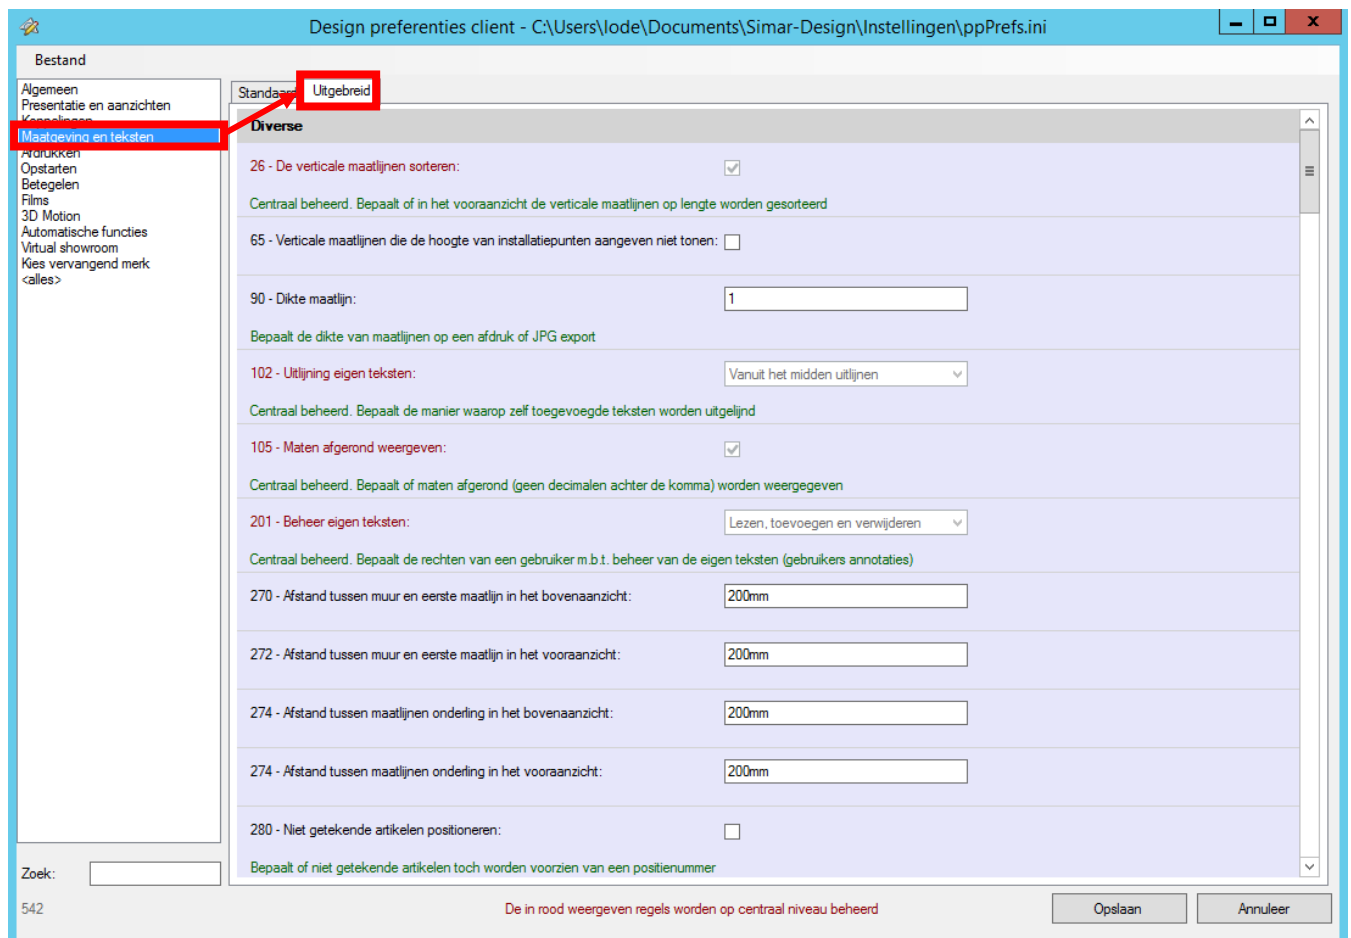 Design preferenties client - C:\Users\lode\Documents\Simar-Design\Instellingen\ppPrefs.ini
Bestand
Algemeen
Presentatie en aanzichten
Koppelingen
Maatgeving en teksten
Afdrukken
Opstarten
Betegelen
Films
3D Motion
Automatische functies
Virtual showroom
Kies vervangend merk
<alles>
Zoek:
542
Standaard
Uitgebreid
Diverse
26 - De verticale maatlijnen sorteren:
Centraal beheerd. Bepaalt of in het vooraanzicht de verticale maatlijnen op lengte worden gesorteerd
65 - Verticale maatlijnen die de hoogte van installatiepunten aangeven niet tonen:
90 - Dikte maatlijn: 1
Bepaalt de dikte van maatlijnen op een afdruk of JPG export
102 - Uitlijning eigen teksten: Vanuit het midden uitlijnen
Centraal beheerd. Bepaalt de manier waarop zelf toegevoegde teksten worden uitgelijnd
105 - Maten afgerond weergeven:
Centraal beheerd. Bepaalt of maten afgerond (geen decimalen achter de komma) worden weergegeven
201 - Beheer eigen teksten: Lezen, toevoegen en verwijderen
Centraal beheerd. Bepaalt de rechten van een gebruiker m.b.t. beheer van de eigen teksten (gebruikers annotaties)
270 - Afstand tussen muur en eerste maatlijn in het bovenaanzicht: 200mm
272 - Afstand tussen muur en eerste maatlijn in het vooraanzicht: 200mm
274 - Afstand tussen maatlijnen onderling in het bovenaanzicht: 200mm
274 - Afstand tussen maatlijnen onderling in het vooraanzicht: 200mm
280 - Niet getekende artikelen positioneren:
Bepaalt of niet getekende artikelen toch worden voorzien van een positienummer
De in rood weergeven regels worden op centraal niveau beheerd
Opslaan
Annuleer